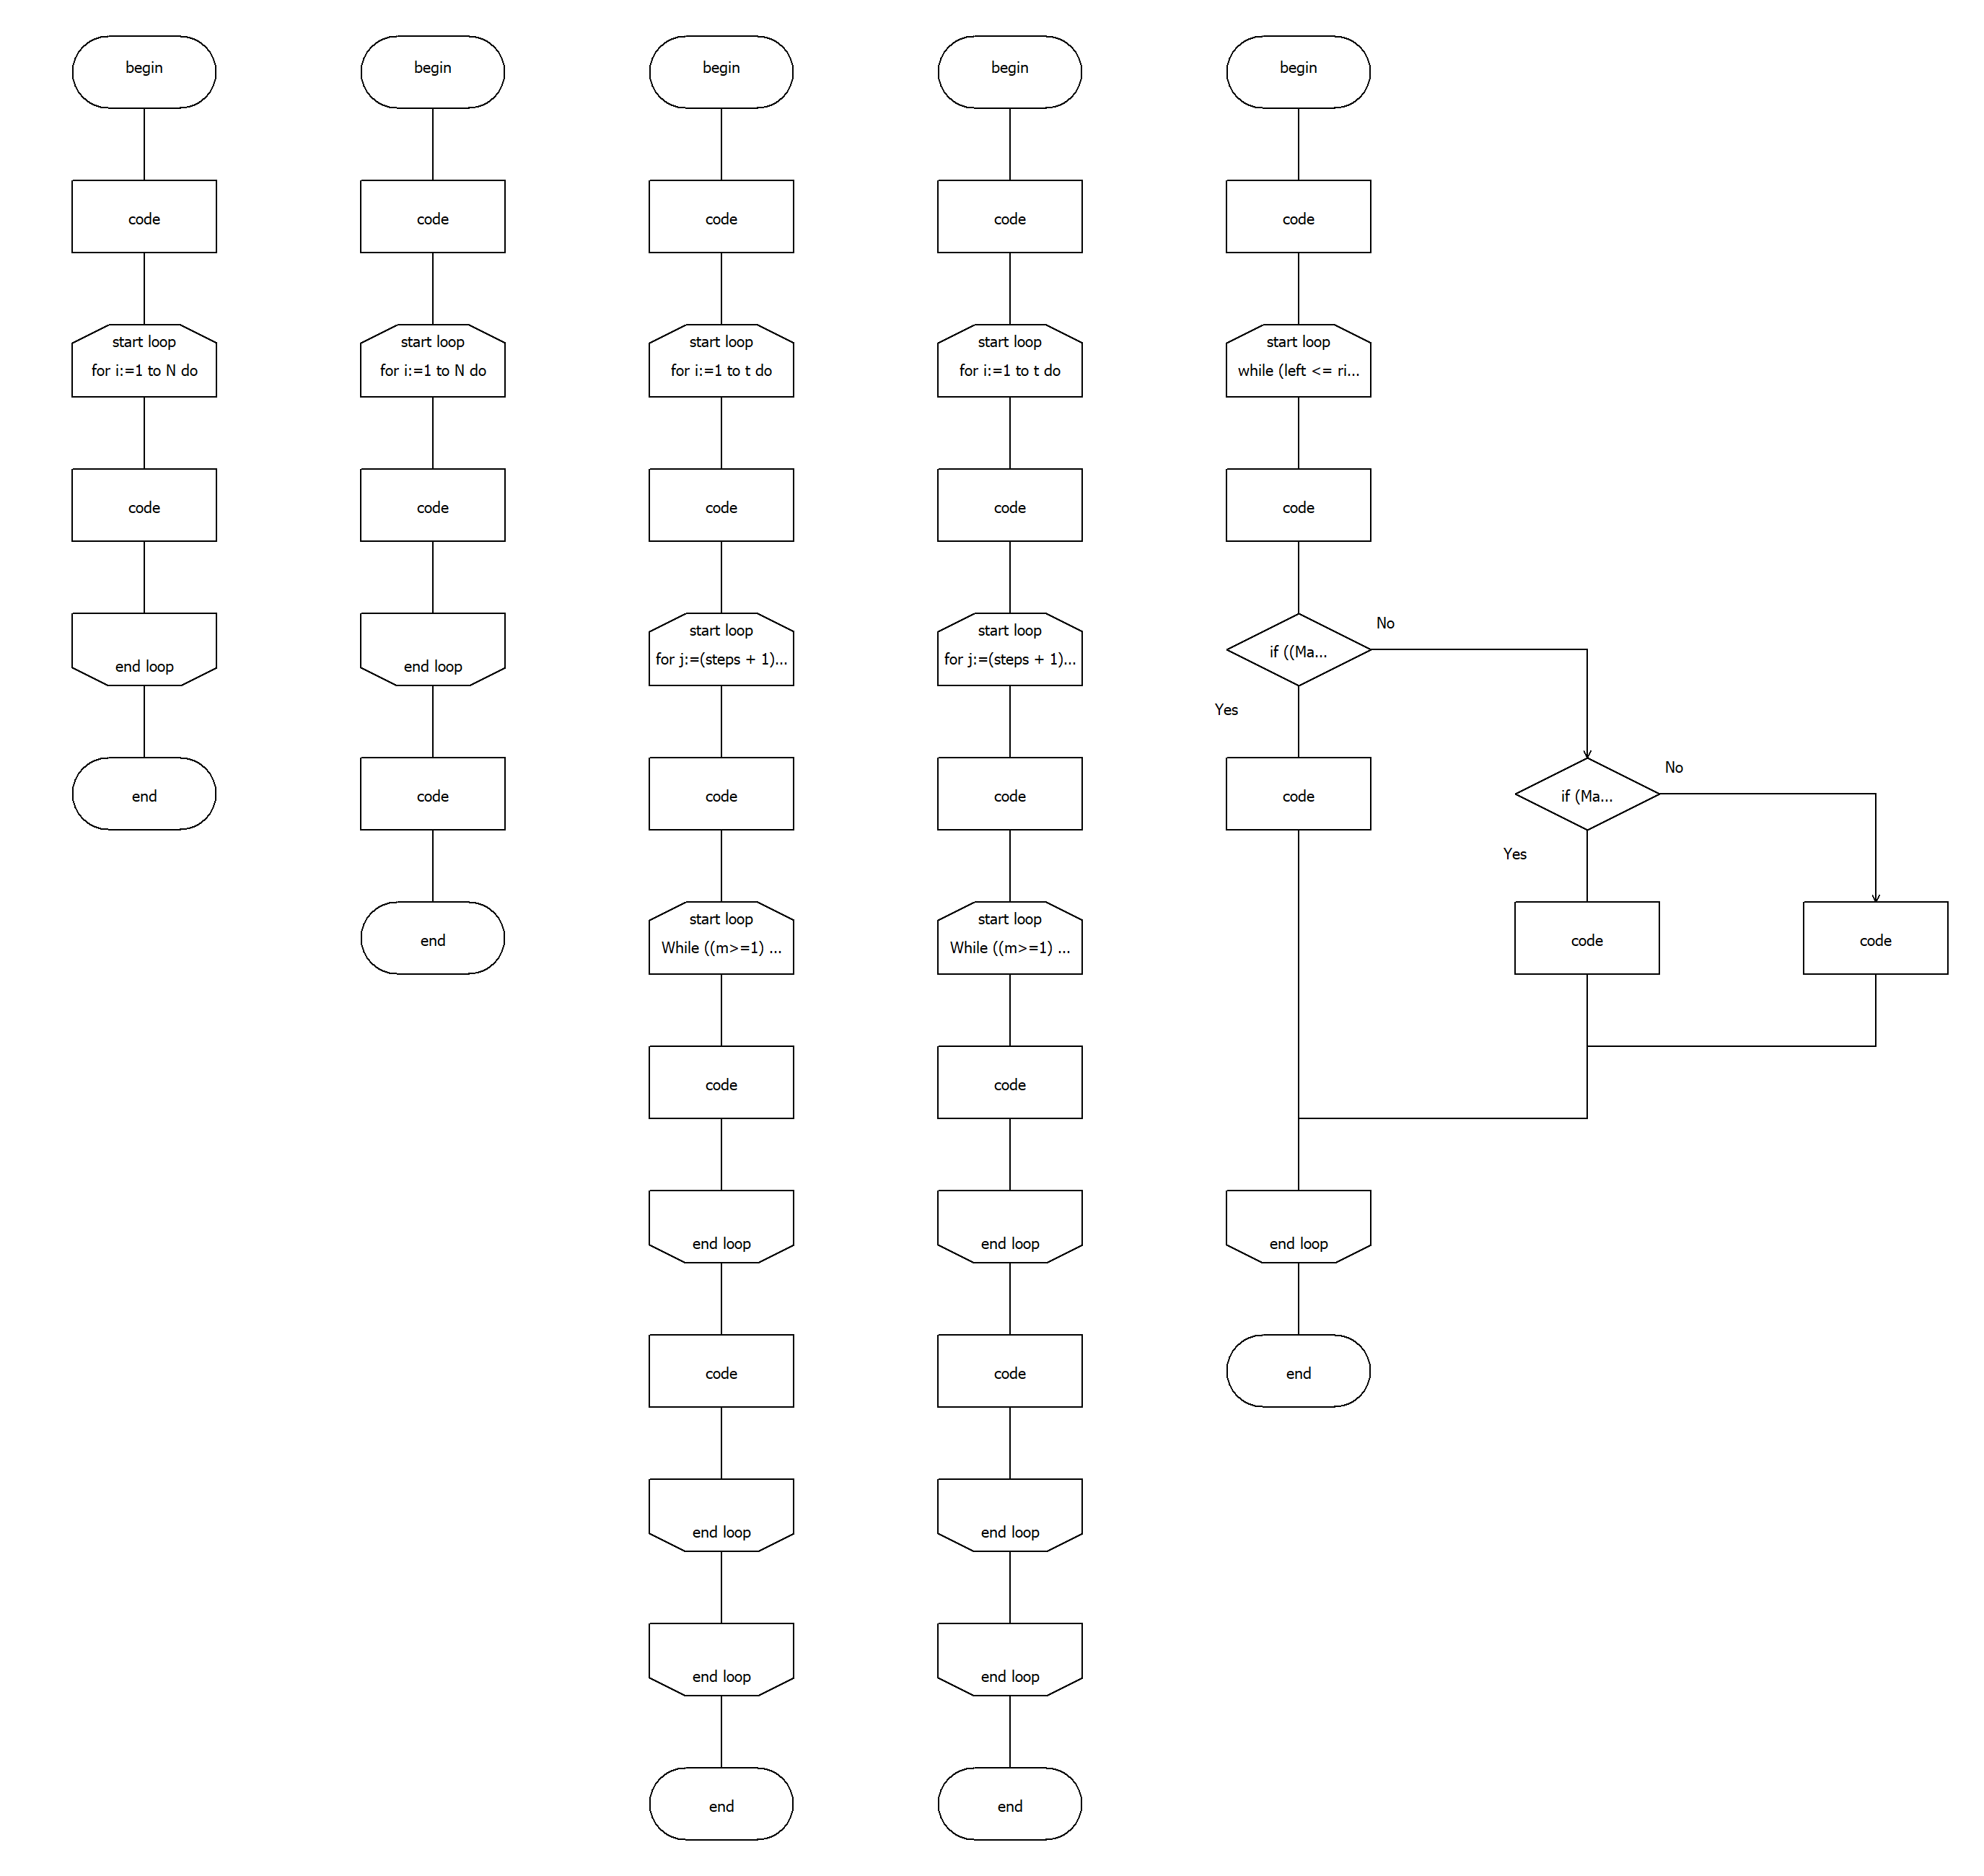 begin
code
start loop
for i:=1 to N do
code
end loop
end
begin
code
start loop
for i:=1 to N do
code
end loop
code
end
begin
code
start loop
for i:=1 to t do
code
start loop
for j:=(steps + 1)...
code
start loop
While ((m>=1) ...
code
end loop
code
end loop
end loop
end
begin
code
start loop
for i:=1 to t do
code
start loop
for j:=(steps + 1)...
code
start loop
While ((m>=1) ...
code
end loop
code
end loop
end loop
end
begin
code
start loop
while (left <= ri...
code
if ((Ma...
No
Yes
code
if (Ma...
No
Yes
code
code
end loop
end